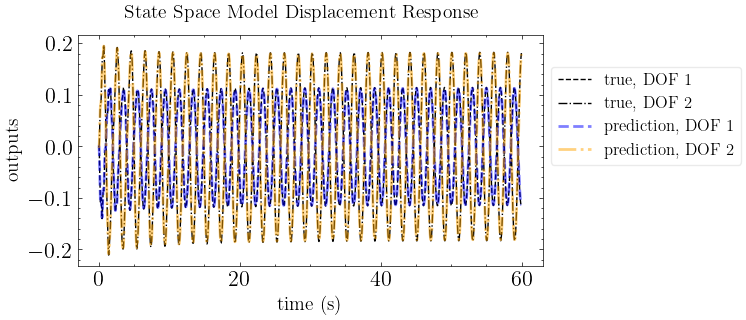 State Space Model Displacement Response
outputs
0.2
0.1
0.0
−0.1
−0.2
0
20
40
60
time (s)
true, DOF 1
true, DOF 2
prediction, DOF 1
prediction, DOF 2